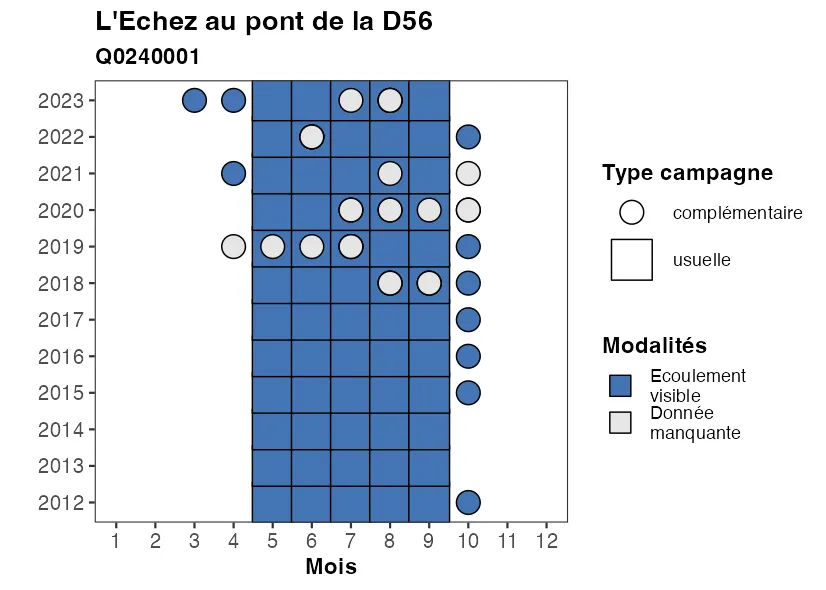 L'Echez au pont de la D56
Q0240001
2023
2022
2021
2020
2019
2018
2017
2016
2015
2014
2013
2012
1 2 3 4 5 6 7 8 9 10 11 12
Mois
Type campagne
complémentaire
usuelle
Modalités
Ecoulement
visible
Donnée
manquante